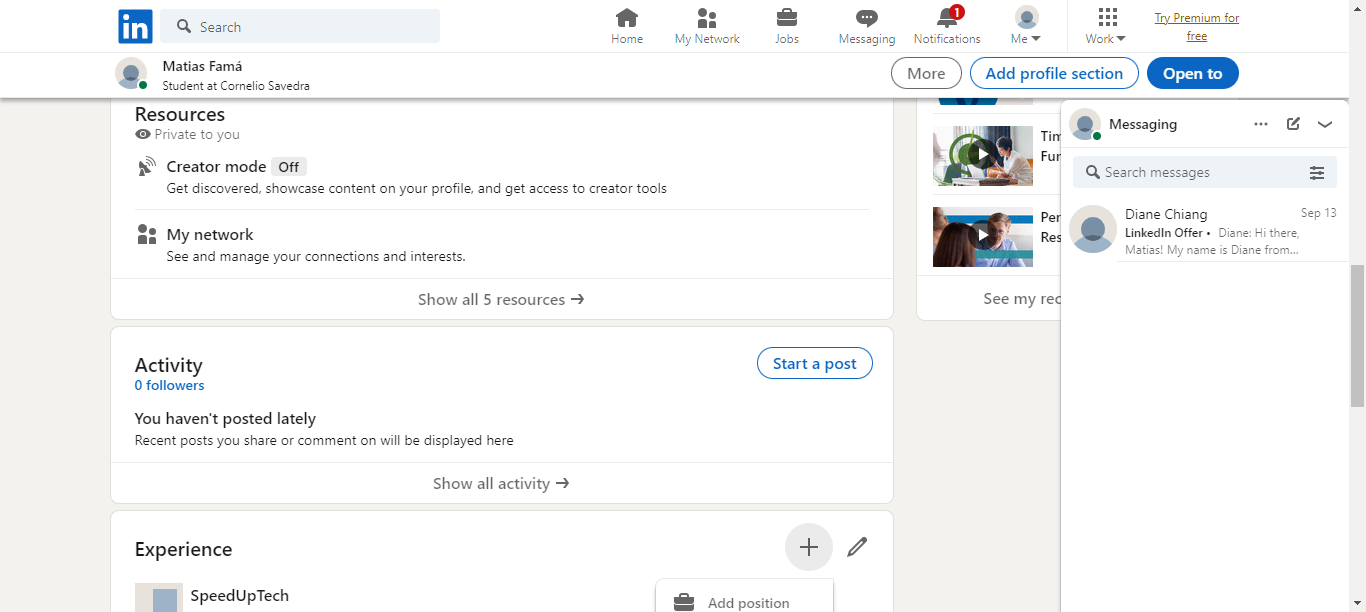 in
Search
Home
My Network
Jobs
Messaging
1
Notifications
Me
Work
Try Premium for
free
Matias Famá
Student at Cornelio Savedra
More
Add profile section
Open to
Resources
Private to you
Creator mode Off
Get discovered, showcase content on your profile, and get access to creator tools
My network
See and manage your connections and interests.
Show all 5 resources →
Activity
0 followers
Start a post
You haven't posted lately
Recent posts you share or comment on will be displayed here
Show all activity →
Experience
SpeedUpTech
Add position
Tim
Fur
Per
Res
See my rec
Messaging
Search messages
Diane Chiang
Sep 13
LinkedIn Offer • Diane: Hi there,
Matias! My name is Diane from...